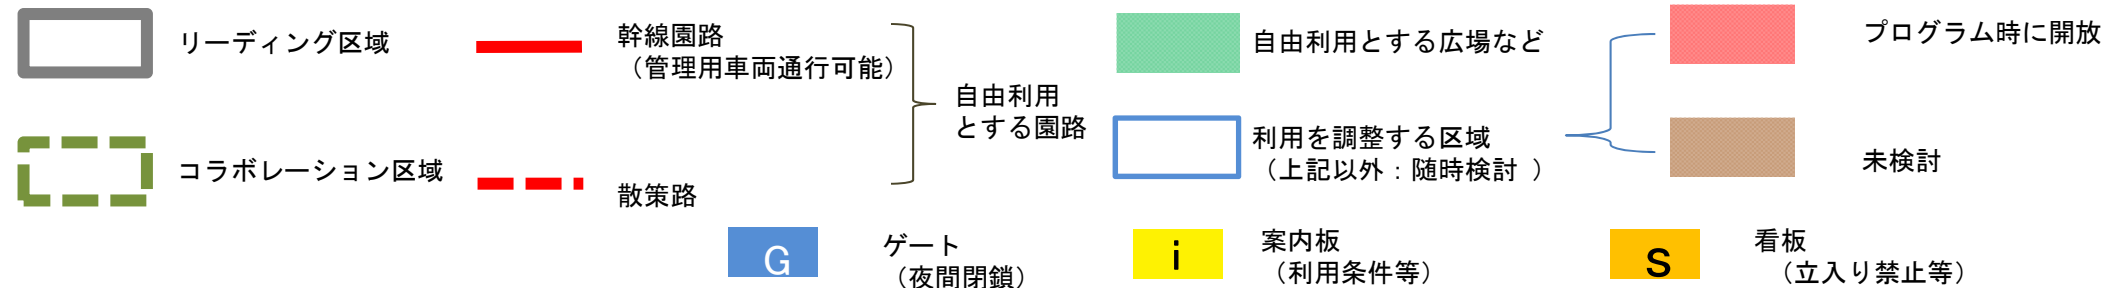 リーディング区域
幹線園路
（管理用車両通行可能）
自由利用
とする園路
自由利用とする広場など
プログラム時に開放
コラボレーション区域
散策路
利用を調整する区域
（上記以外：随時検討 ）
未検討
G
ゲート
（夜間閉鎖）
i
案内板
（利用条件等）
S
看板
（立入り禁止等）